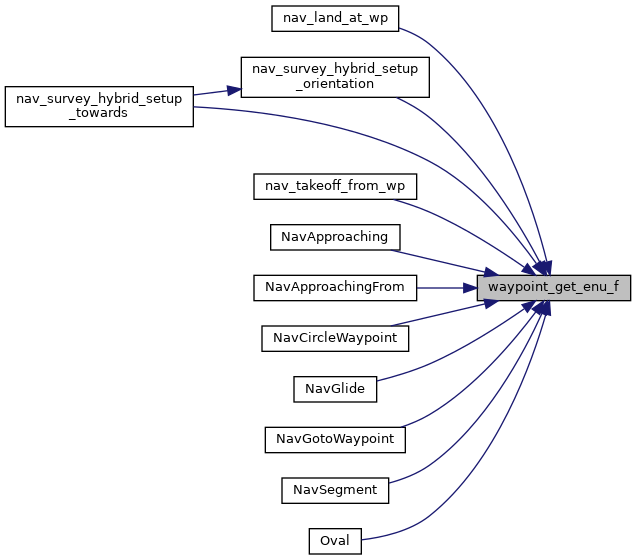 nav_land_at_wp
nav_survey_hybrid_setup
_orientation
nav_survey_hybrid_setup
_towards
nav_takeoff_from_wp
NavApproaching
NavApproachingFrom
waypoint_get_enu_f
NavCircleWaypoint
NavGlide
NavGotoWaypoint
NavSegment
Oval